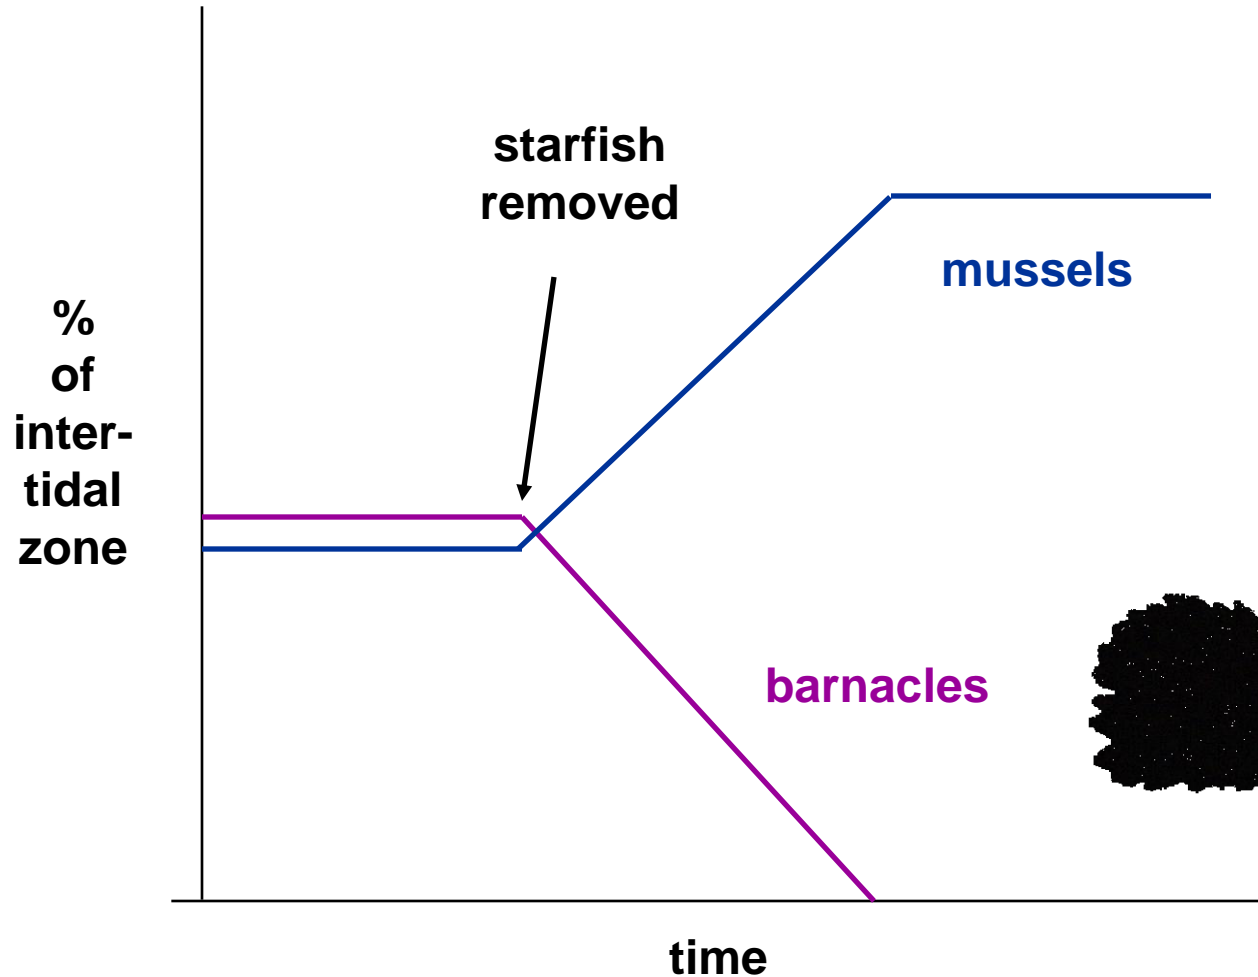 starfish
removed
mussels
%
of
inter-
tidal
zone
barnacles
time